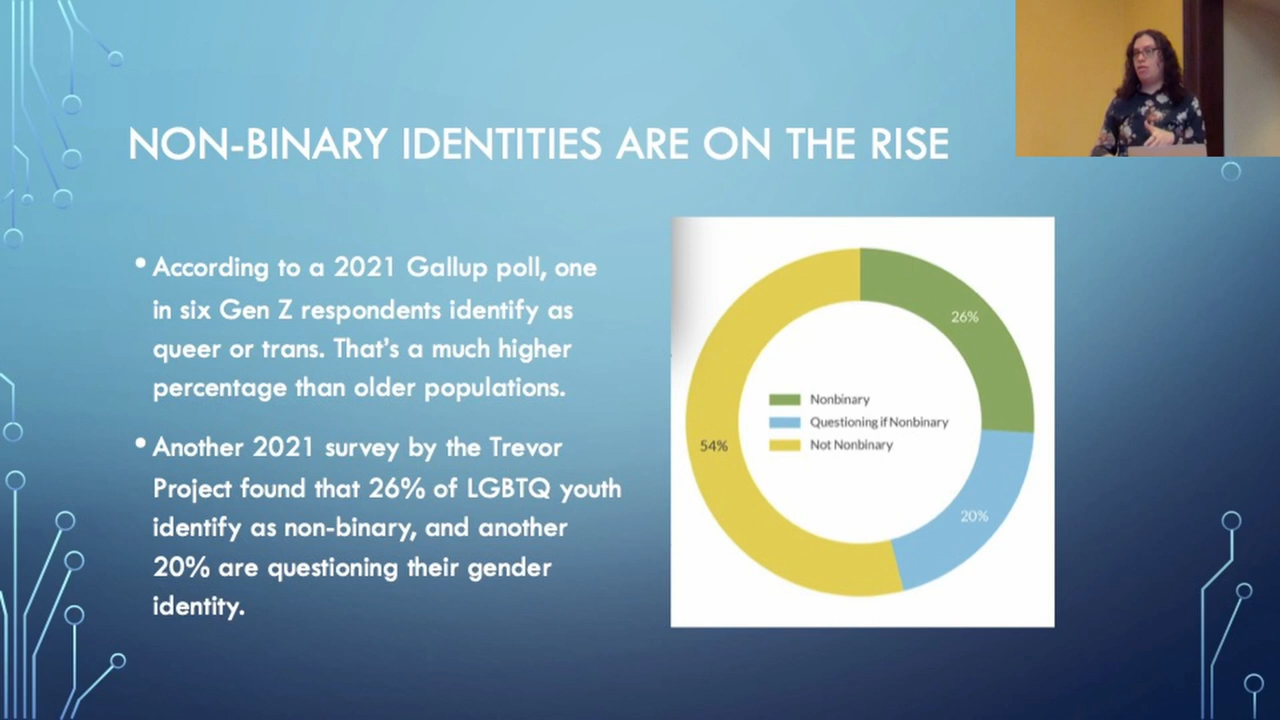 NON-BINARY IDENTITIES ARE ON THE RISE
• According to a 2021 Gallup poll, one
in six Gen Z respondents identify as
queer or trans. That's a much higher
percentage than older populations.
• Another 2021 survey by the Trevor
Project found that 26% of LGBTQ youth
identify as non-binary, and another
20% are questioning their gender
identity.
26%
Nonbinary
Questioning if Nonbinary
Not Nonbinary
54%
20%